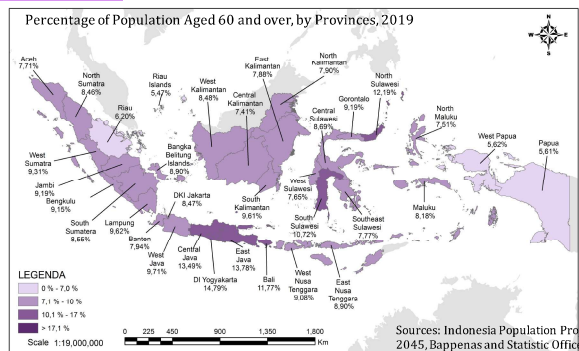 Percentage of Population Aged 60 and over, by Provinces, 2019
N
W
E
S
Aceh
7,71%
North
Sumatra
8,46%
Riau
6,20%
Riau
Islands
5,47%
West
Kalimantan
8,48%
Central
Kalimantan
7,41%
East
Kalimantan
7,88%
North
Kalimantan
7,90%
Central
Sulawesi
8,69%
Gorontalo
9,19%
North
Sulawesi
12,19%
North
Maluku
7,51%
West Papua
5,62%
Papua
5,61%
West
Sumatra
9,31%
Jambi
9,19%
Bengkulu
9,15%
South
Sumatera
Lampung
9,62%
Bangka
Belitung
Islands
8,90%
DKI Jakarta
8,47%
Banten
7,94%
West
Java
9,71%
Central
Java
13,49%
DI Yogyakarta
14,79%
East
Java
13,78%
Bali
11,77%
South
Kalimantan
9,61%
West
Sulawesi
7,65%
South
Sulawesi
10,72%
Southeast
Sulawesi
7,77%
Maluku
8,18%
West
Nusa
Tenggara
9.08%
East
Nusa
Tenggara
8,90%
LEGENDA
0 % - 7,0 %
7,1 % - 10 %
10,1 % - 17 %
> 17,1 %
Scale 1:19,000,000
0 225 450 900 1,350 1,800
Km
Sources: Indonesia Population Pro
2045, Bappenas and Statistic Offic